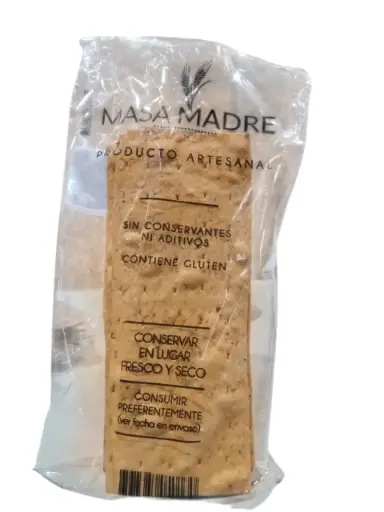 MASA MADRE
PRODUCTO ARTESANAL
SIN CONSERVANTES
NI ADITIVOS
CONTIENE GLUTEN
CONSERVAR
EN LUGAR
FRESCO Y SECO
CONSUMIR
PREFERENTEMENTE
(ver fecha en envase)